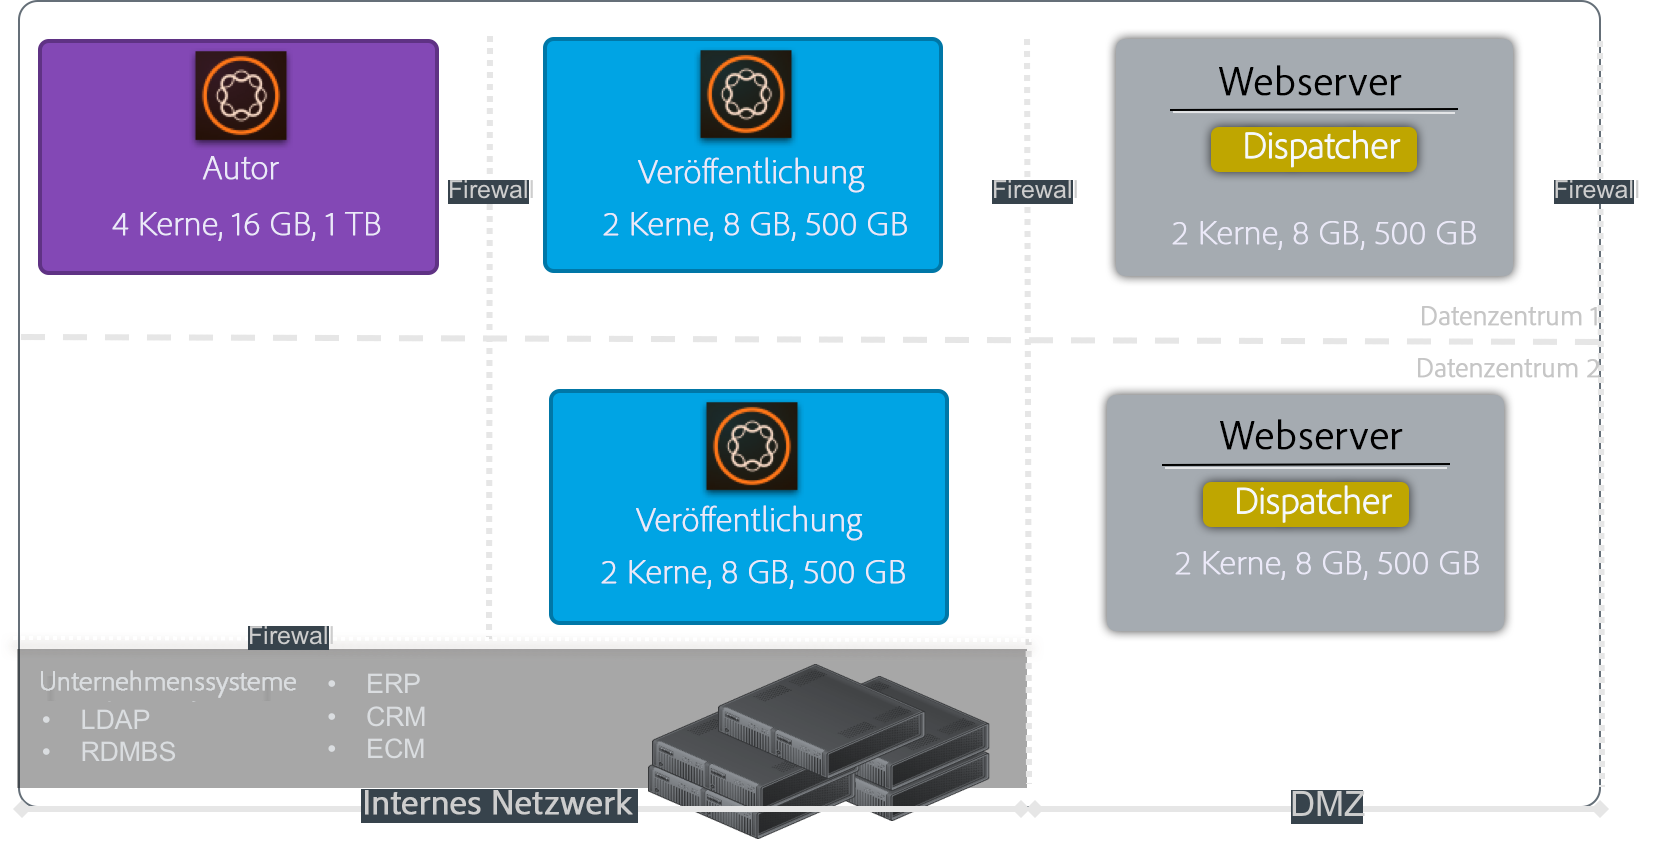 Autor
4 Kerne, 16 GB, 1 TB
Firewall
Veröffentlichung
2 Kerne, 8 GB, 500 GB
Firewall
Webserver
Dispatcher
2 Kerne, 8 GB, 500 GB
Firewall
Datenzentrum 1
Datenzentrum 2
Veröffentlichung
2 Kerne, 8 GB, 500 GB
Webserver
Dispatcher
2 Kerne, 8 GB, 500 GB
Firewall
Unternehmenssysteme
• LDAP
• RDMBS
• ERP
• CRM
• ECM
Internes Netzwerk
DMZ